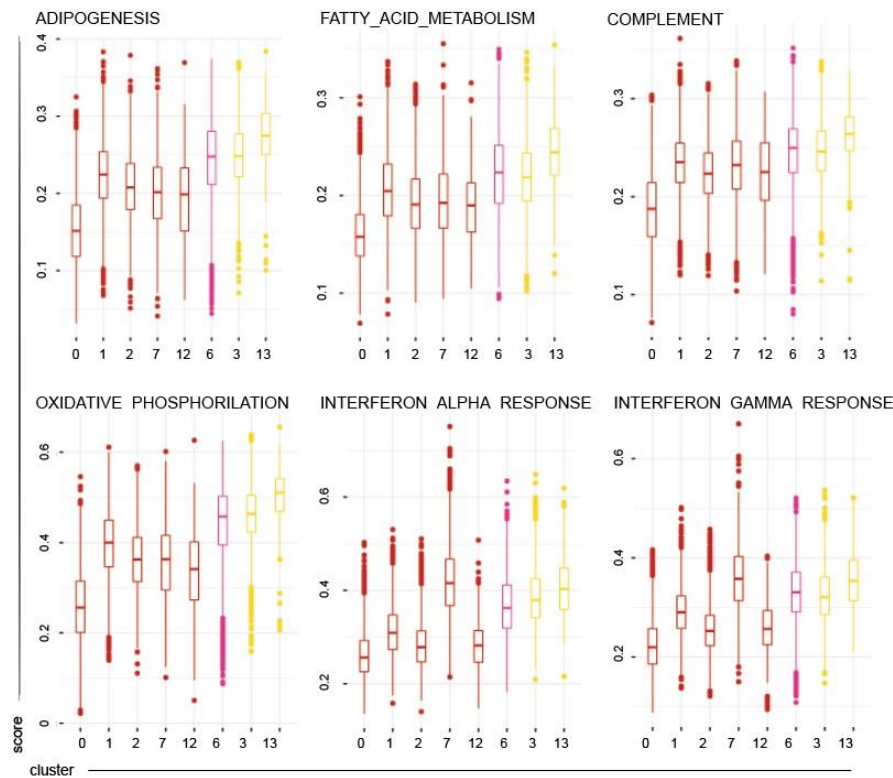 ADIPOGENESIS
0.4
0.3
0.2
0.1
0 1 2 7 12 6 3 13
FATTY_ACID_METABOLISM
0.3
0.2
0.1
0 1 2 7 12 6 3 13
COMPLEMENT
0.3
0.2
0.1
0 1 2 7 12 6 3 13
OXIDATIVE PHOSPHORILATION
0.6
0.4
0.2
0
0 1 2 7 12 6 3 13
INTERFERON ALPHA RESPONSE
0.6
0.4
0.2
0 1 2 7 12 6 3 13
INTERFERON GAMMA RESPONSE
0.6
0.4
0.2
0 1 2 7 12 6 3 13
score
cluster